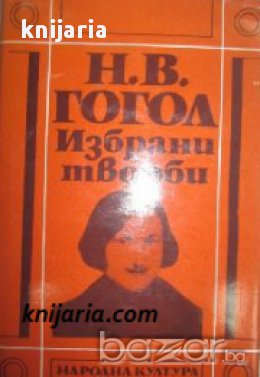 knijaria
Н.В.
ГОГОЛ
Избрани
творби
knijaria.com
bazar.bg
НАРОДНА КУЛТУРА